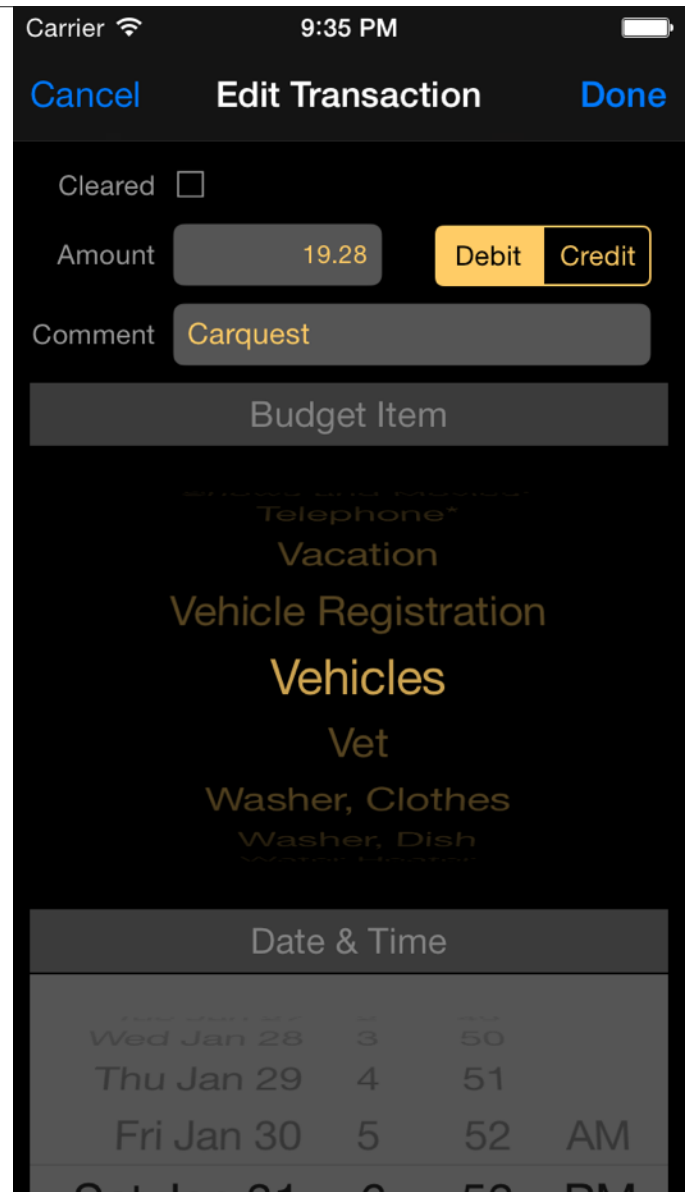 Carrier 9:35 PM
Cancel Edit Transaction Done
Cleared
Amount 19.28 Debit Credit
Comment Carquest
Budget Item
Telephone*
Vacation
Vehicle Registration
Vehicles
Vet
Washer, Clothes
Washer, Dish
Date & Time
Wed Jan 28 3 50
Thu Jan 29 4 51
Fri Jan 30 5 52 AM